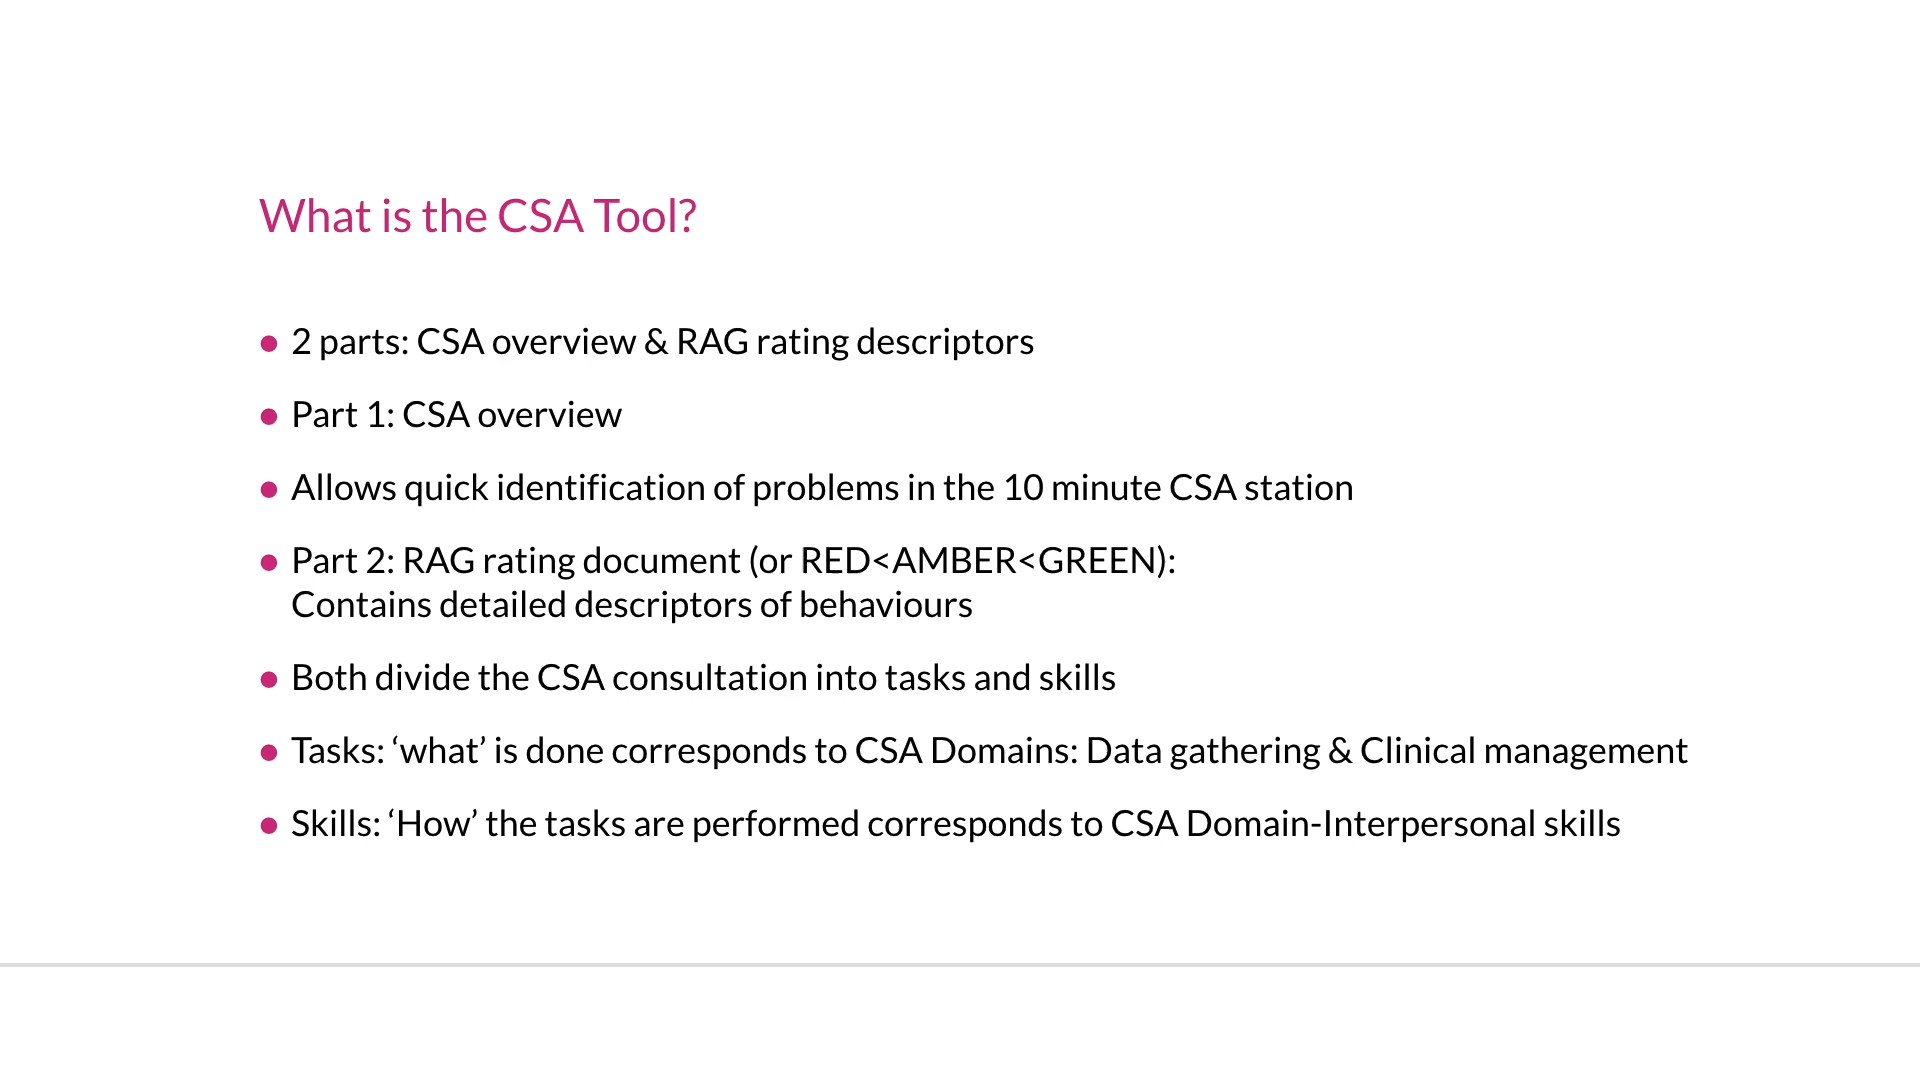 What is the CSA Tool?
● 2 parts: CSA overview & RAG rating descriptors
● Part 1: CSA overview
● Allows quick identification of problems in the 10 minute CSA station
● Part 2: RAG rating document (or RED<AMBER<GREEN):
Contains detailed descriptors of behaviours
● Both divide the CSA consultation into tasks and skills
● Tasks: ‘what’ is done corresponds to CSA Domains: Data gathering & Clinical management
● Skills: ‘How’ the tasks are performed corresponds to CSA Domain-Interpersonal skills